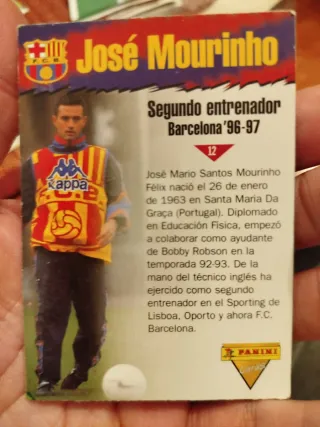 José Mourinho
Segundo entrenador
Barcelona '96-97
12
José Mario Santos Mourinho
Félix nació el 26 de enero
de 1963 en Santa Maria Da
Graça (Portugal). Diplomado
en Educación Física, empezó
a colaborar como ayudante
de Bobby Robson en la
temporada 92-93. De la
mano del técnico inglés ha
ejercido como segundo
entrenador en el Sporting de
Lisboa, Oporto y ahora F.C.
Barcelona.
Kappa
PANINI